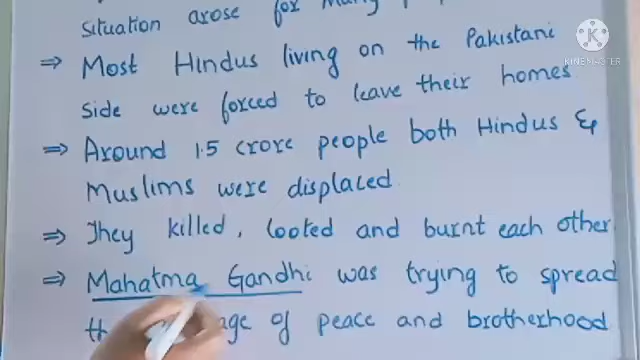 situation arose for many
⇒ Most Hindus living on the Pakistani
side were forced to leave their homes
⇒ Around 1.5 crore people both Hindus &
Muslims were displaced.
⇒ They killed, looted and burnt each other
⇒ Mahatma Gandhi was trying to spread
of peace and brotherhood
KINEMASTER